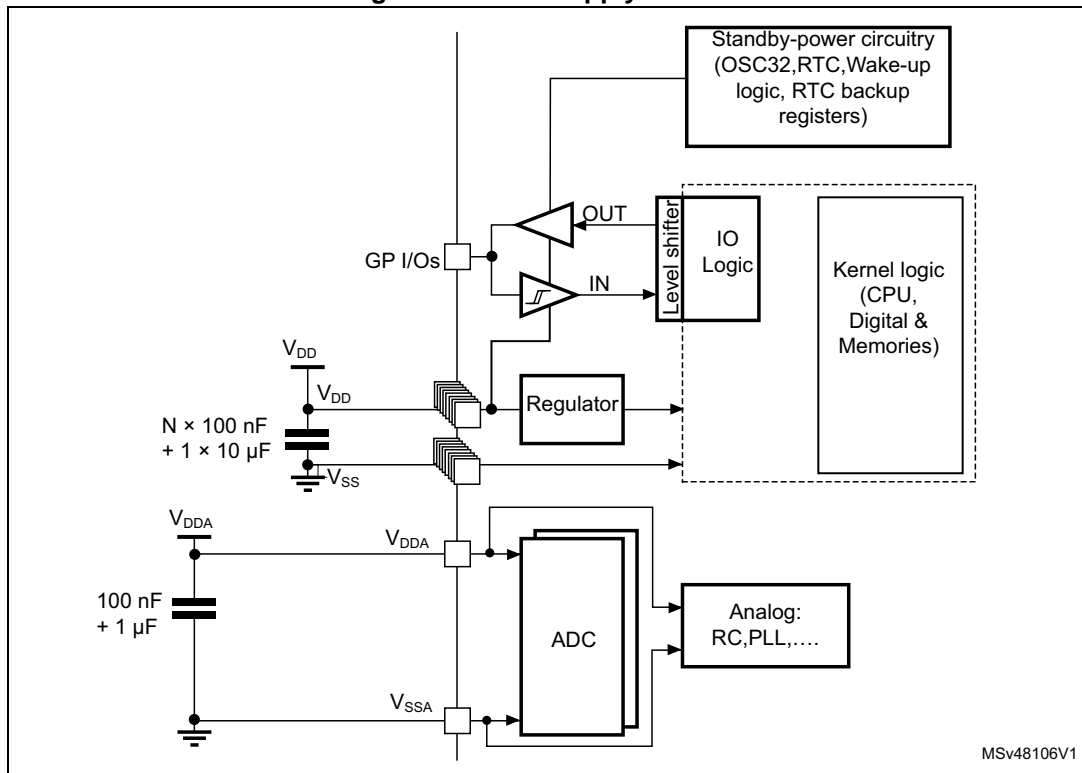 Standby-power circuitry
(OSC32,RTC,Wake-up
logic, RTC backup
registers)
OUT
GP I/Os
IN
Level shifter
IO
Logic
Kernel logic
(CPU,
Digital &
Memories)
VDD
VDD
N × 100 nF
+ 1 × 10 µF
Regulator
VSS
VDDA
VDDA
100 nF
+ 1 µF
ADC
Analog:
RC,PLL,….
VSSA
MSv48106V1